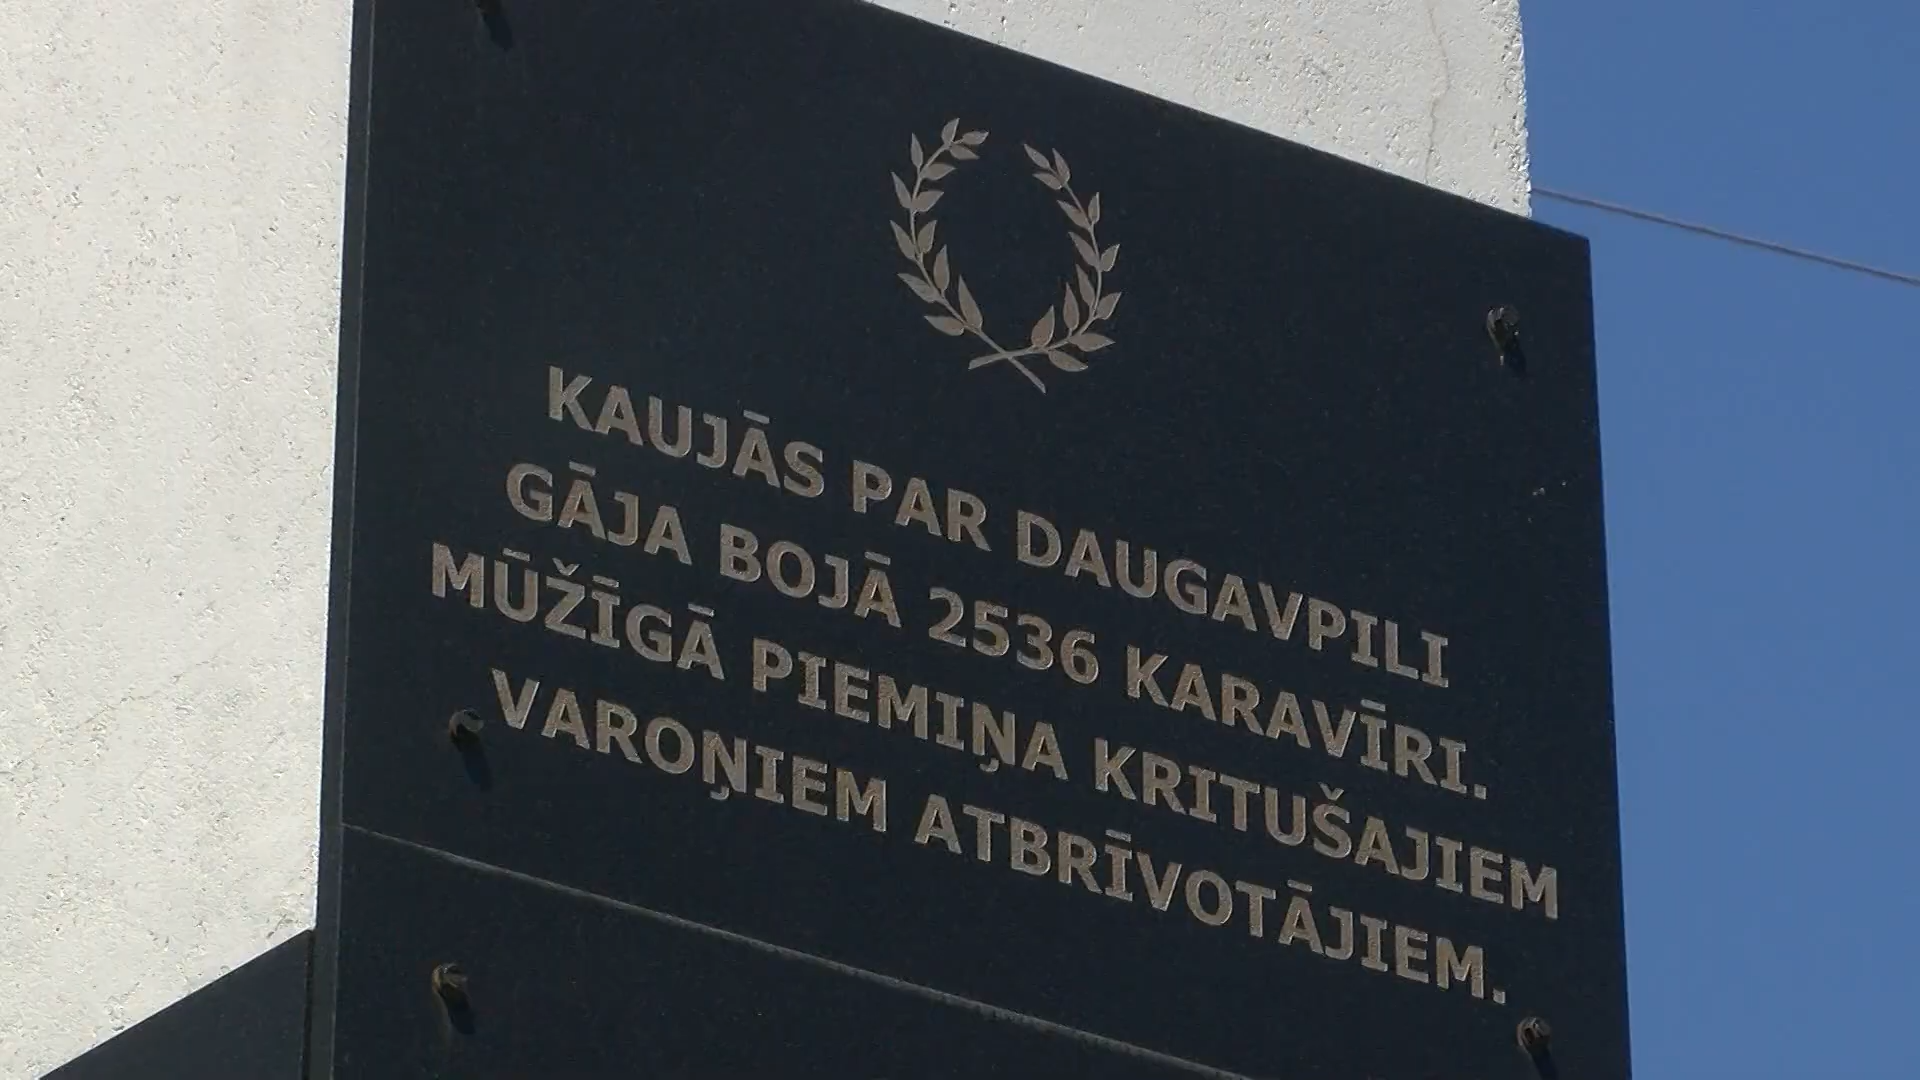 KAUJĀS PAR DAUGAVPILI
GĀJA BOJĀ 2536 KARAVĪRI.
MŪŽĪGĀ PIEMIŅA KRITUŠAJIEM
VAROŅIEM ATBRĪVOTĀJIEM.